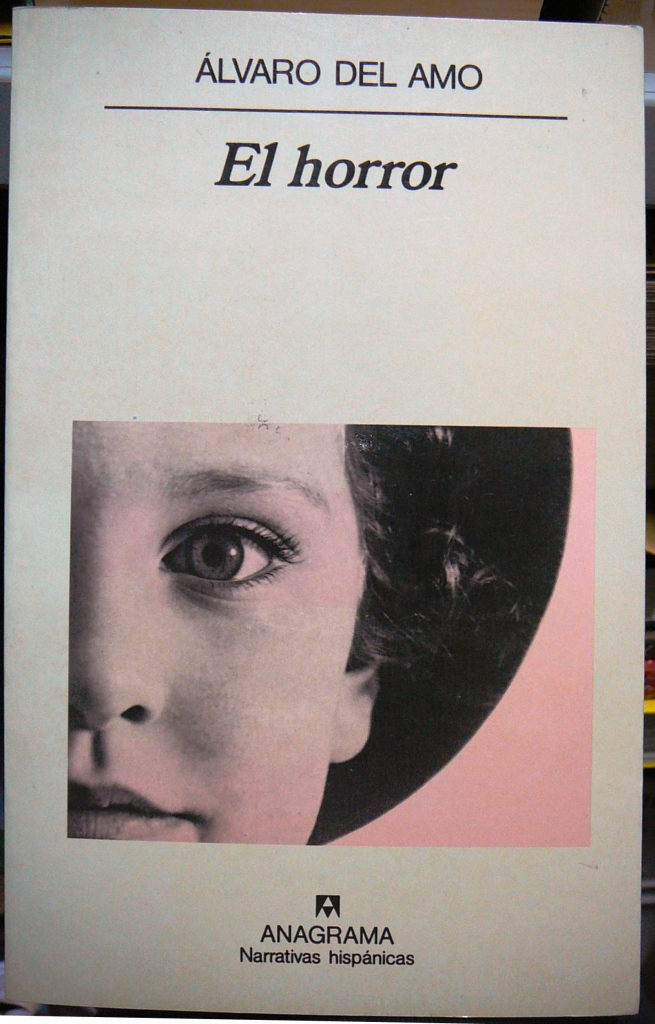 ÁLVARO DEL AMO
El horror
ANAGRAMA
Narrativas hispánicas